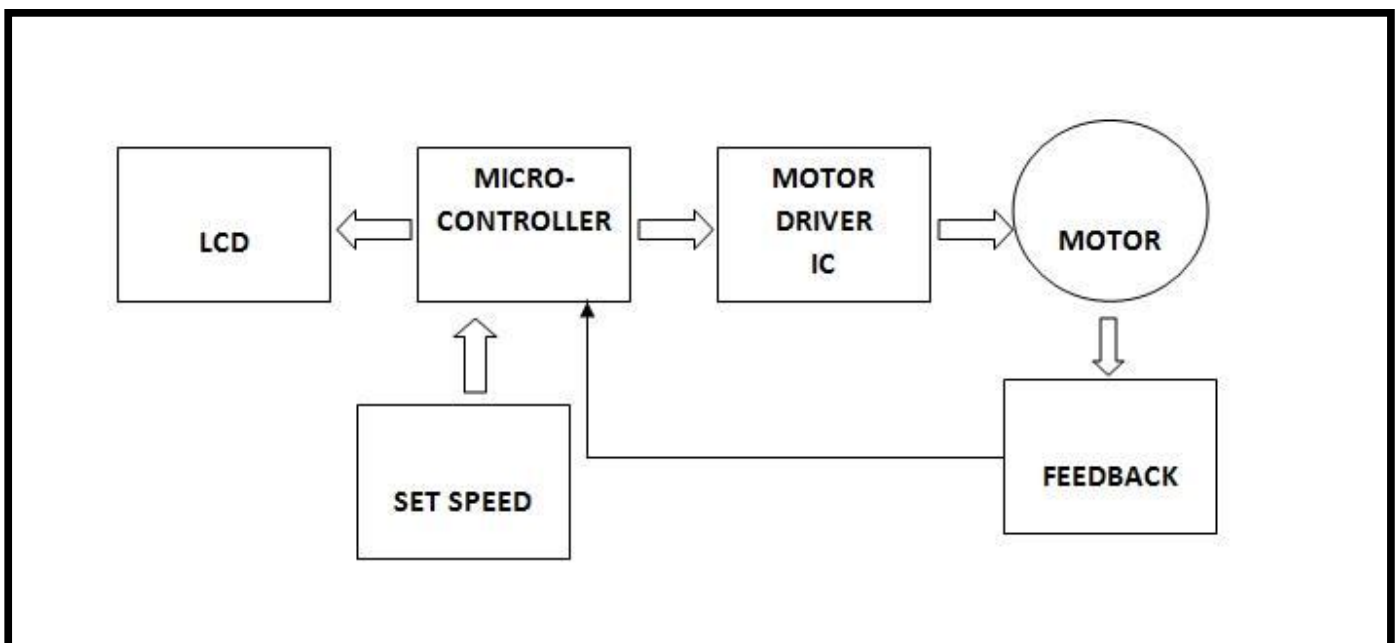 LCD
MICRO-
CONTROLLER
MOTOR
DRIVER
IC
MOTOR
SET SPEED
FEEDBACK